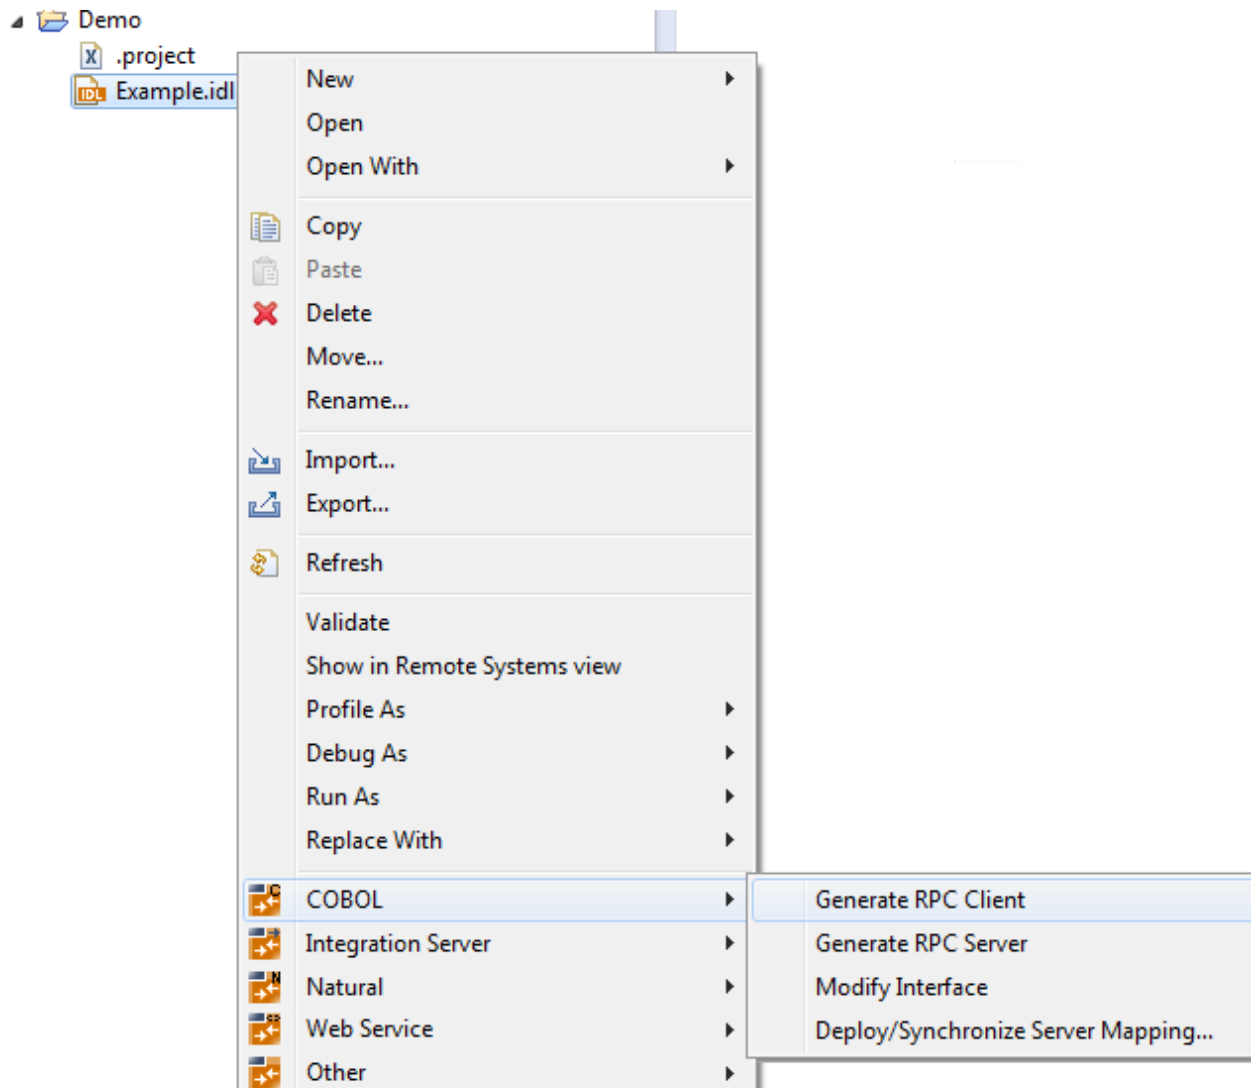 Demo
.project
Example.idl
New
Open
Open With
Copy
Paste
Delete
Move...
Rename...
Import...
Export...
Refresh
Validate
Show in Remote Systems view
Profile As
Debug As
Run As
Replace With
COBOL
Generate RPC Client
Integration Server
Generate RPC Server
Natural
Modify Interface
Web Service
Deploy/Synchronize Server Mapping...
Other